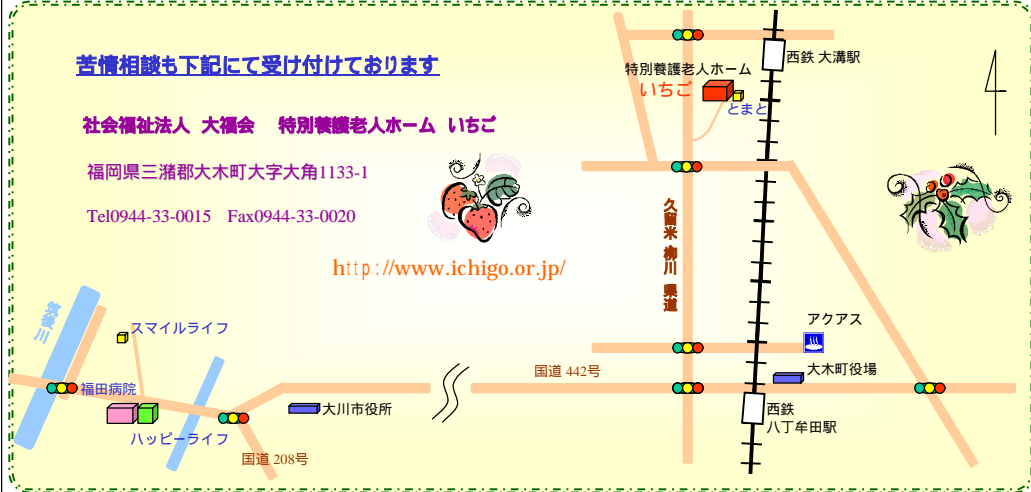 苦情相談も下記にて受け付けております
社会福祉法人 大福会 特別養護老人ホーム いちご
福岡県三潴郡大木町大字大角1133-1
Tel0944-33-0015 Fax0944-33-0020
http://www.ichigo.or.jp/
西鉄 大溝駅
特別養護老人ホーム
いちご
とまと
久留米 柳川 県道
筑後川
スマイルライフ
福田病院
ハッピーライフ
大川市役所
国道 208号
国道 442号
アクアス
大木町役場
西鉄
八丁牟田駅